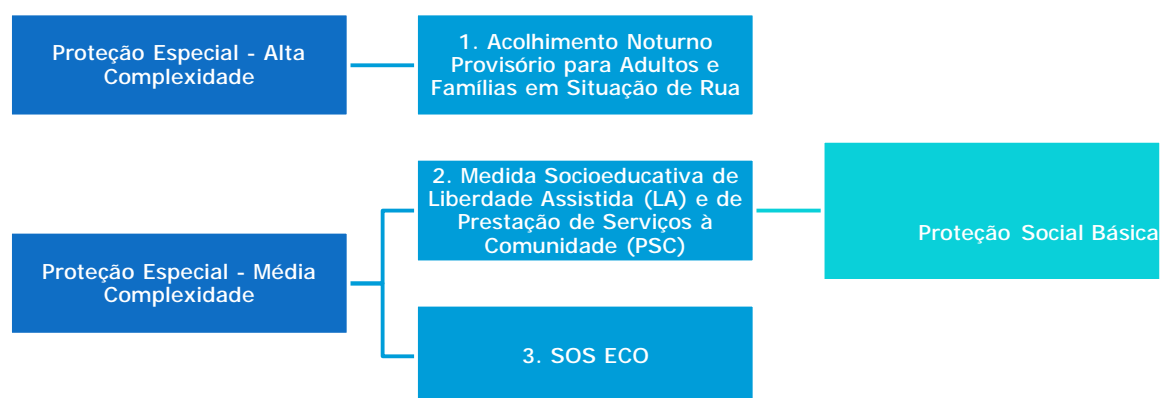 Proteção Especial - Alta
Complexidade
1. Acolhimento Noturno
Provisório para Adultos e
Famílias em Situação de Rua
Proteção Especial - Média
Complexidade
2. Medida Socioeducativa de
Liberdade Assistida (LA) e de
Prestação de Serviços à
Comunidade (PSC)
Proteção Social Básica
3. SOS ECO